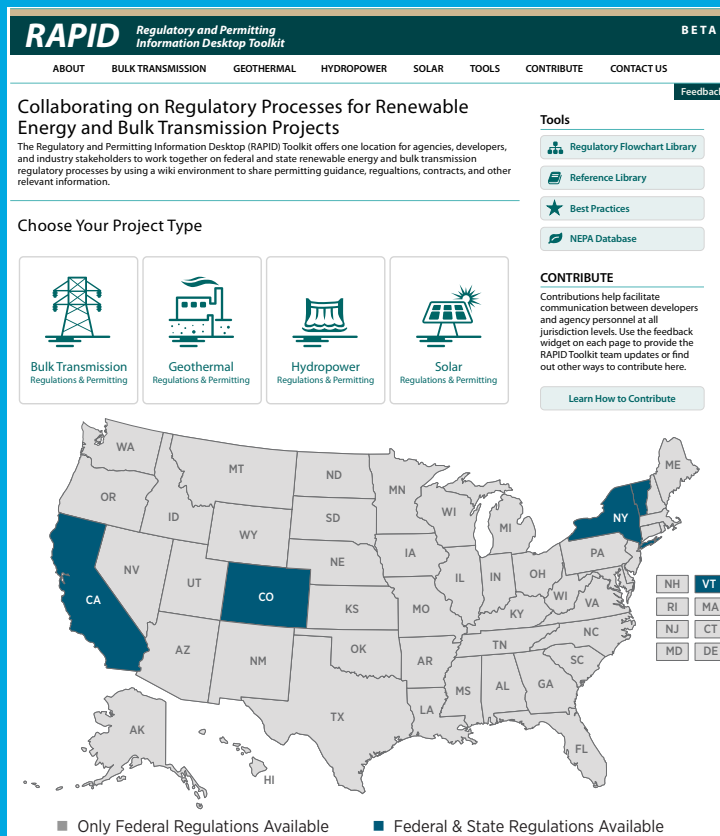 RAPID
Regulatory and Permitting
Information Desktop Toolkit
BETA
ABOUT BULK TRANSMISSION GEOTHERMAL HYDROPOWER SOLAR TOOLS CONTRIBUTE CONTACT US
Feedback
Collaborating on Regulatory Processes for Renewable
Energy and Bulk Transmission Projects
The Regulatory and Permitting Information Desktop (RAPID) Toolkit offers one location for agencies, developers,
and industry stakeholders to work together on federal and state renewable energy and bulk transmission
regulatory processes by using a wiki environment to share permitting guidance, regualtions, contracts, and other
relevant information.
Choose Your Project Type
Bulk Transmission
Regulations & Permitting
Geothermal
Regulations & Permitting
Hydropower
Regulations & Permitting
Solar
Regulations & Permitting
Tools
Regulatory Flowchart Library
Reference Library
Best Practices
NEPA Database
CONTRIBUTE
Contributions help facilitate
communication between developers
and agency personnel at all
jurisdiction levels. Use the feedback
widget on each page to provide the
RAPID Toolkit team updates or find
out other ways to contribute here.
Learn How to Contribute
WA
MT
ND
MN
ME
OR
ID
SD
WI
MI
NY
WY
NV
UT
CO
NE
IA
IL
IN
OH
PA
CA
KS
MO
KY
WI
VA
AZ
NM
OK
AR
TN
NC
SC
TX
LA
MS
AL
GA
FL
AK
HI
NH VT
RI MA
NJ CT
MD DE
Only Federal Regulations Available
Federal & State Regulations Available